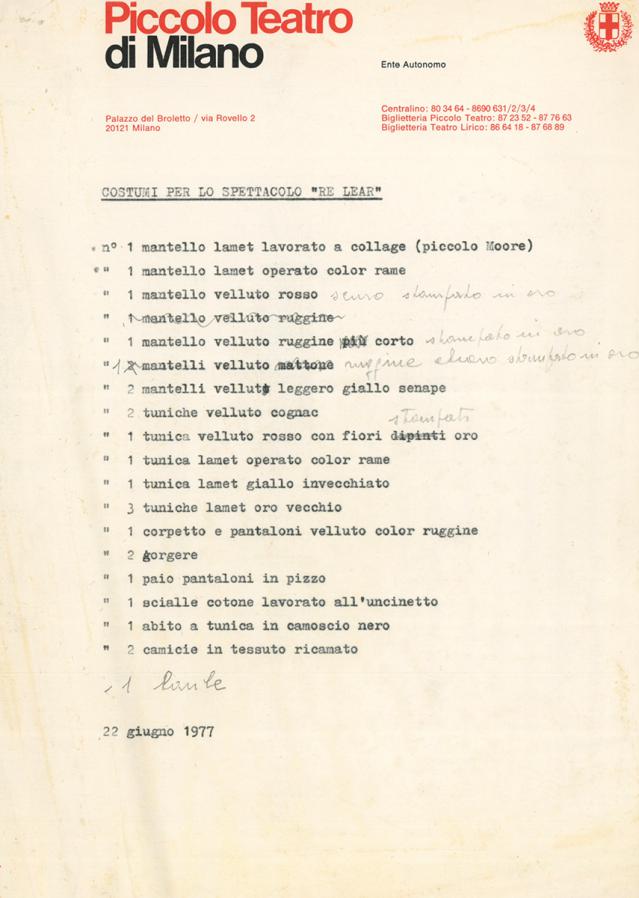 Piccolo Teatro
di Milano
Ente Autonomo
Palazzo del Broletto / via Rovello 2
20121 Milano
Centralino: 80 34 64 - 8690 631/2/3/4
Biglietteria Piccolo Teatro: 87 23 52 - 87 76 63
Biglietteria Teatro Lirico: 86 64 18 - 87 68 89
COSTUMI PER LO SPETTACOLO "RE LEAR"
n° 1 mantello lamet lavorato a collage (piccolo Moore)
" 1 mantello lamet operato color rame
" 1 mantello velluto rosso scuro stampato in oro
" 1 mantello velluto ruggine
" 1 mantello velluto ruggine più corto stampato in oro
" 1 2 mantelli velluto mattone ruggine chiaro stampato in oro
" 2 mantelli velluto leggero giallo senape
" 2 tuniche velluto cognac
stampati
" 1 tunica velluto rosso con fiori dipinti oro
" 1 tunica lamet operato color rame
" 1 tunica lamet giallo invecchiato
" 3 tuniche lamet oro vecchio
" 1 corpetto e pantaloni velluto color ruggine
" 2 gorgere
" 1 paio pantaloni in pizzo
" 1 scialle cotone lavorato all'uncinetto
" 1 abito a tunica in camoscio nero
" 2 camicie in tessuto ricamato
1
22 giugno 1977